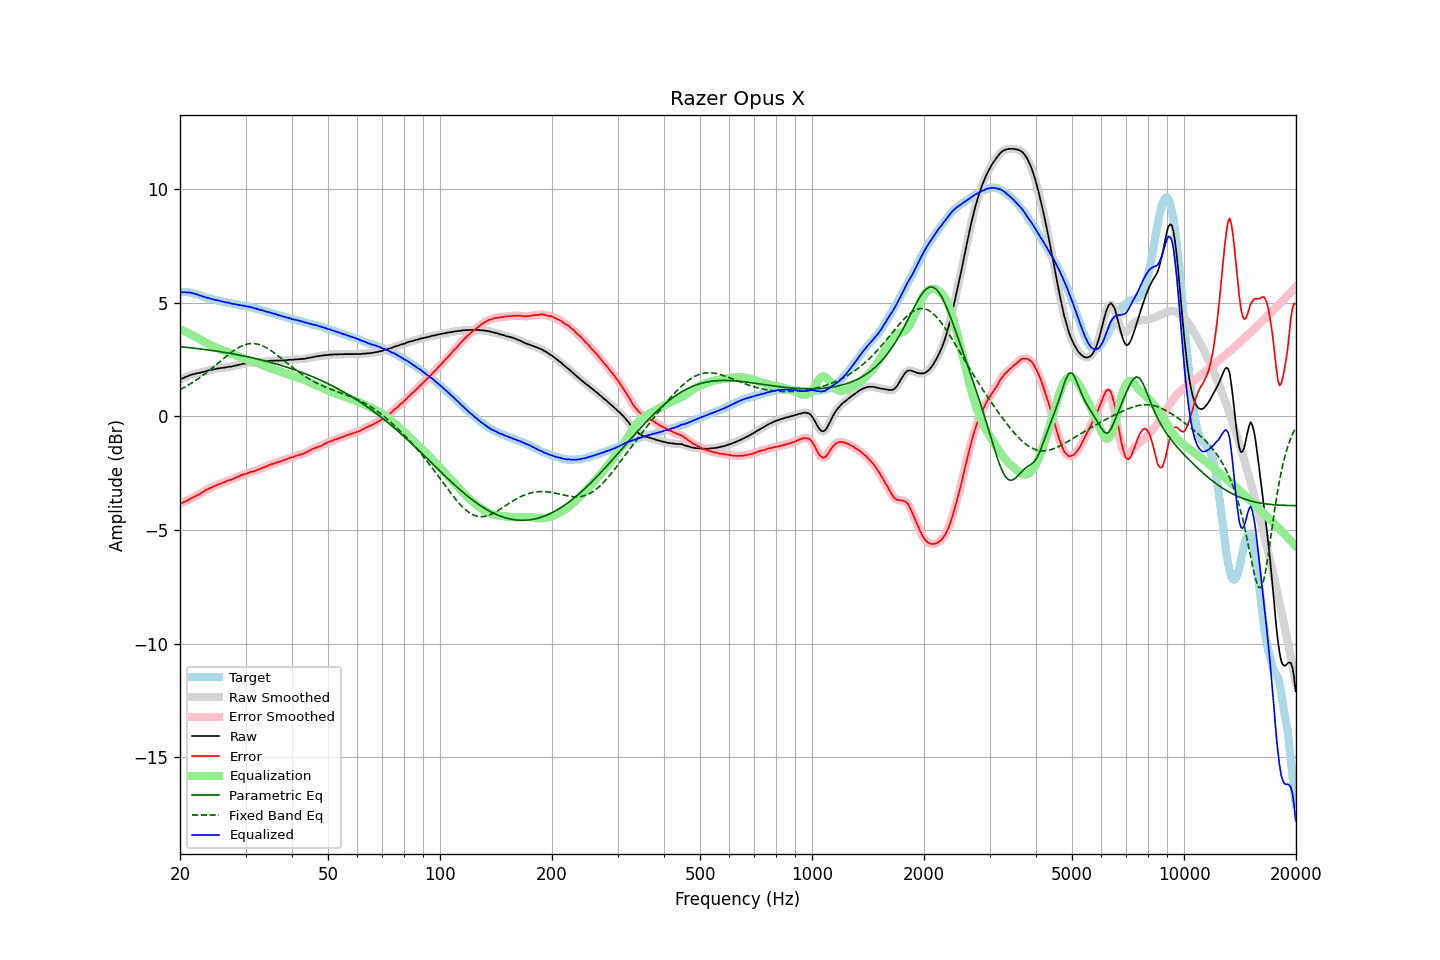 Razer Opus X
Amplitude (dBr)
10
5
0
−5
−10
−15
Target
Raw Smoothed
Error Smoothed
Raw
Error
Equalization
Parametric Eq
Fixed Band Eq
Equalized
20 50 100 200 500 1000 2000 5000 10000 20000
Frequency (Hz)